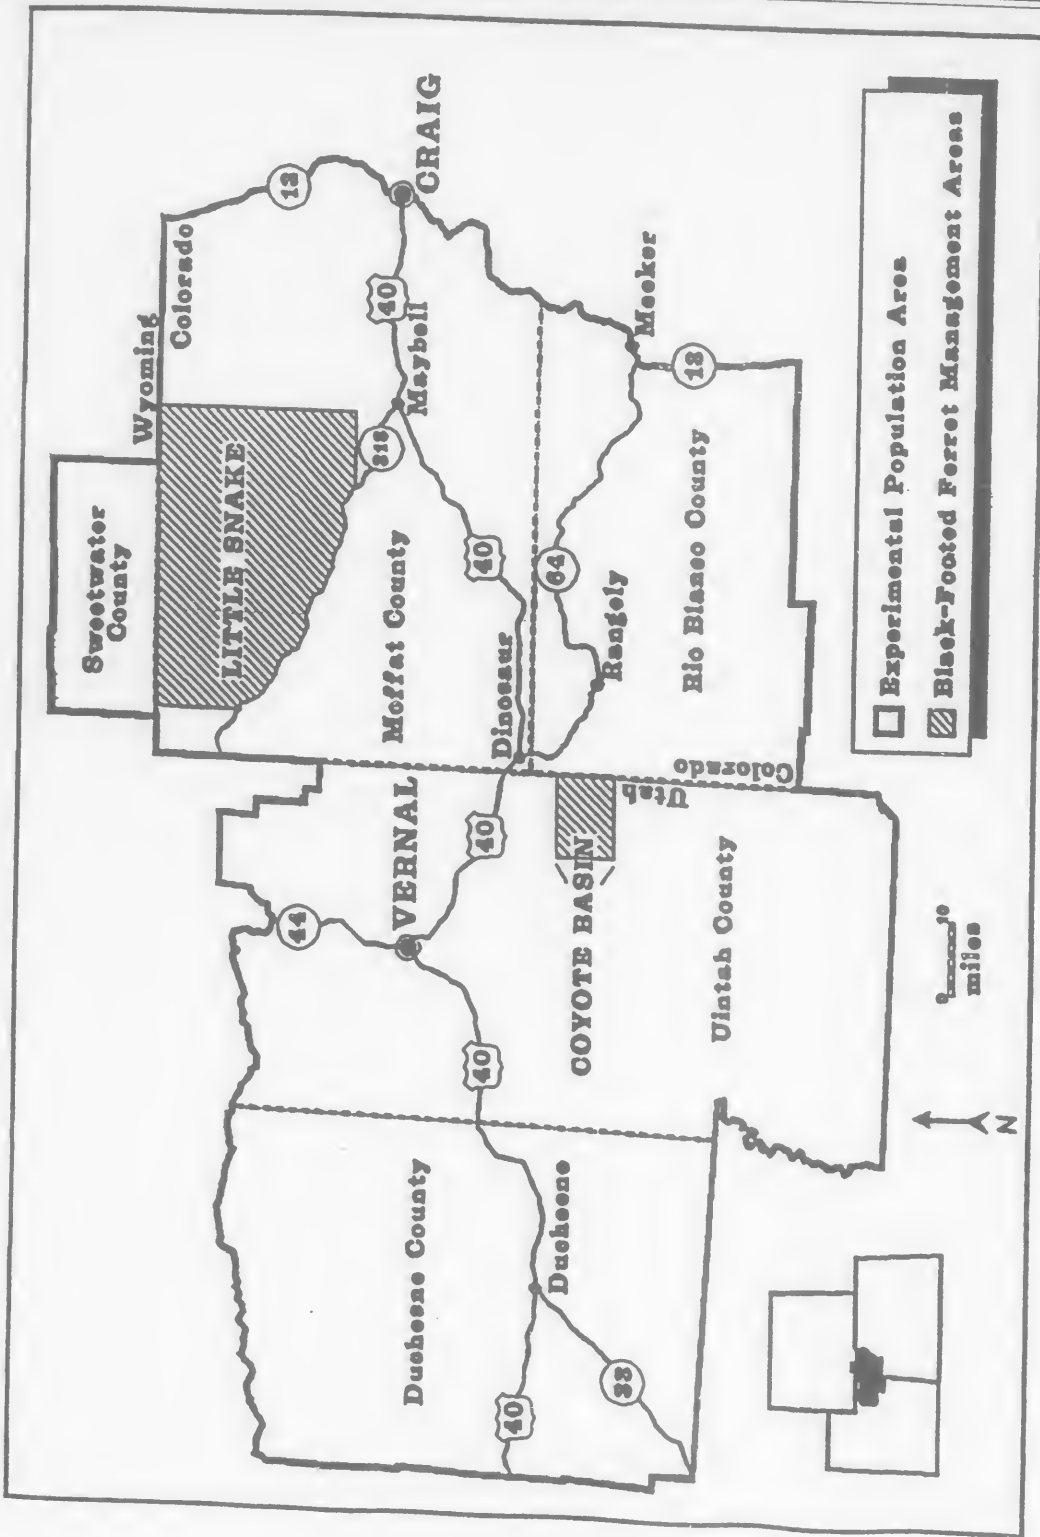 Sweetwater
County
Wyoming
Colorado
LITTLE SNAKE
13
318
40
Maybell
CRAIG
44
VERNAL
Moffat County
Duchesne County
40
40
40
40
Dinosaur
64
Meeker
Duchesne
33
COYOTE BASIN
Rangely
13
Utah
Colorado
Uintah County
Rio Blanco County
0 10
miles
N
Experimental Population Area
Black-Footed Ferret Management Areas